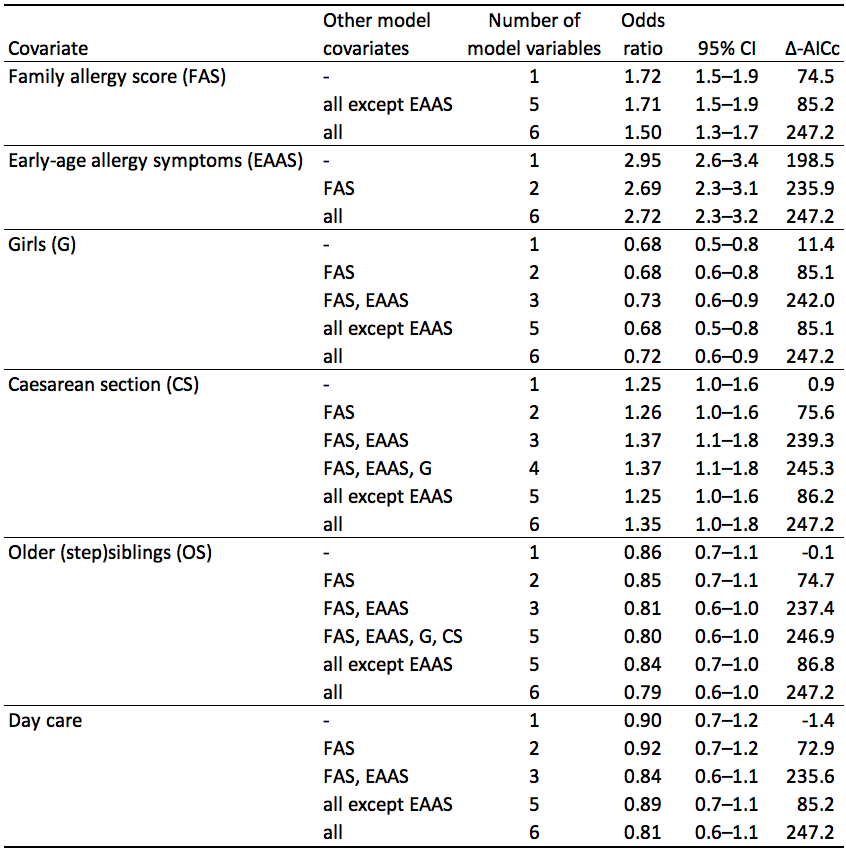 Other model Number of Odds
Covariate covariates model variables ratio 95% CI Δ-AICc
Family allergy score (FAS) - 1 1.72 1.5–1.9 74.5
all except EAAS 5 1.71 1.5–1.9 85.2
all 6 1.50 1.3–1.7 247.2
Early-age allergy symptoms (EAAS) - 1 2.95 2.6–3.4 198.5
FAS 2 2.69 2.3–3.1 235.9
all 6 2.72 2.3–3.2 247.2
Girls (G) - 1 0.68 0.5–0.8 11.4
FAS 2 0.68 0.6–0.8 85.1
FAS, EAAS 3 0.73 0.6–0.9 242.0
all except EAAS 5 0.68 0.5–0.8 85.1
all 6 0.72 0.6–0.9 247.2
Caesarean section (CS) - 1 1.25 1.0–1.6 0.9
FAS 2 1.26 1.0–1.6 75.6
FAS, EAAS 3 1.37 1.1–1.8 239.3
FAS, EAAS, G 4 1.37 1.1–1.8 245.3
all except EAAS 5 1.25 1.0–1.6 86.2
all 6 1.35 1.0–1.8 247.2
Older (step)siblings (OS) - 1 0.86 0.7–1.1 -0.1
FAS 2 0.85 0.7–1.1 74.7
FAS, EAAS 3 0.81 0.6–1.0 237.4
FAS, EAAS, G, CS 5 0.80 0.6–1.0 246.9
all except EAAS 5 0.84 0.7–1.0 86.8
all 6 0.79 0.6–1.0 247.2
Day care - 1 0.90 0.7–1.2 -1.4
FAS 2 0.92 0.7–1.2 72.9
FAS, EAAS 3 0.84 0.6–1.1 235.6
all except EAAS 5 0.89 0.7–1.1 85.2
all 6 0.81 0.6–1.1 247.2